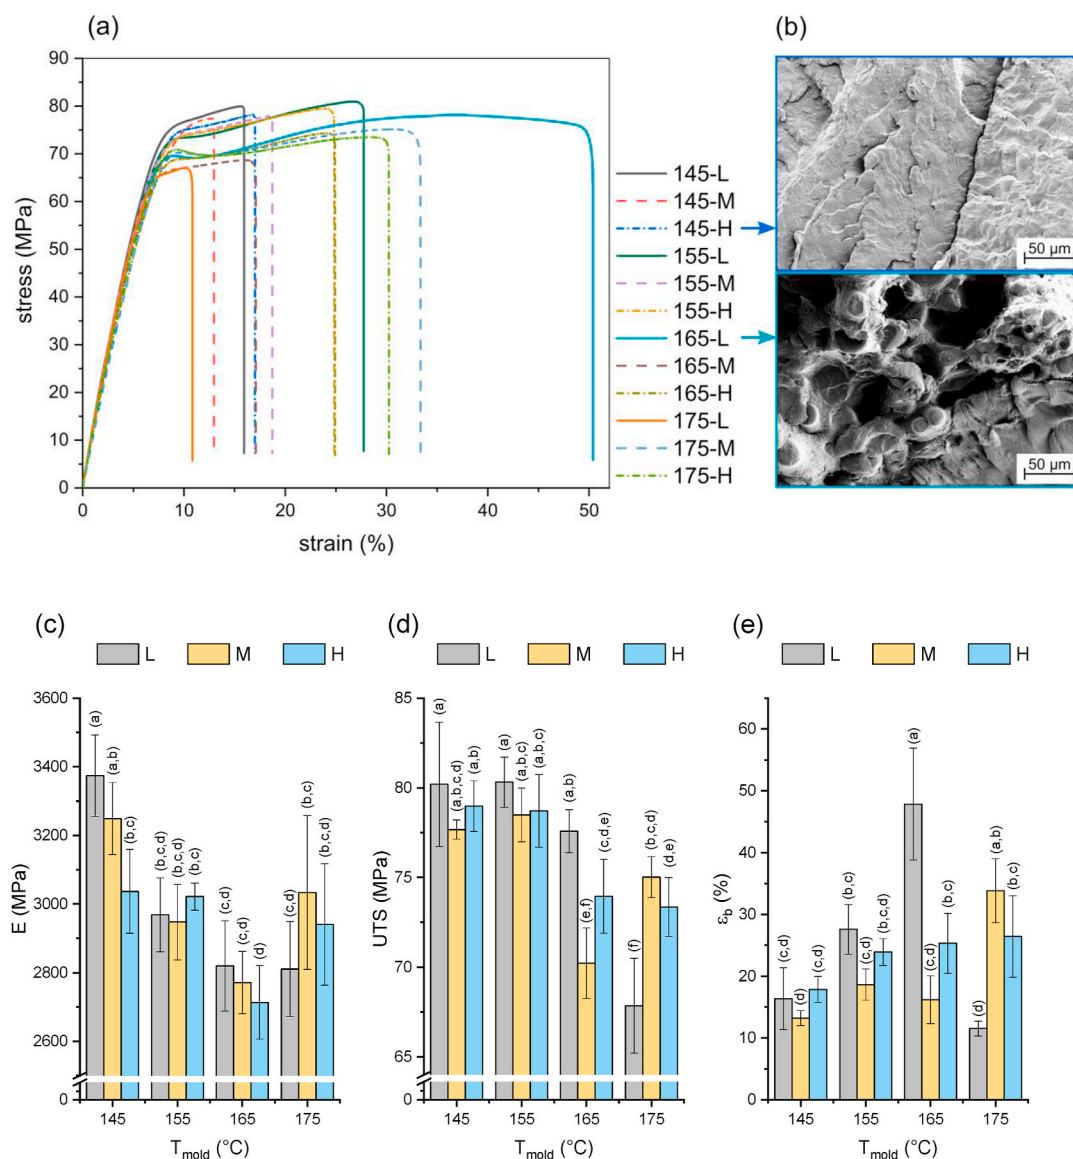 (a)
(b)
90
80
70
60
50
40
30
20
10
0
stress (MPa)
0 10 20 30 40 50
strain (%)
145-L
145-M
145-H
155-L
155-M
155-H
165-L
165-M
165-H
175-L
175-M
175-H
50 µm
50 µm
(c)
L M H
3600
3400
3200
3000
2800
2600
0
E (MPa)
(a)
(a,b)
(b,c)
(b,c,d)
(b,c,d)
(b,c)
(c,d)
(c,d)
(d)
(c,d)
(b,c)
(b,c,d)
145 155 165 175
Tmold (°C)
(d)
L M H
85
80
75
70
65
0
UTS (MPa)
(a)
(a,b,c,d)
(a,b)
(a)
(a,b,c)
(a,b,c)
(a,b)
(e,f)
(c,d,e)
(f)
(b,c,d)
(d,e)
145 155 165 175
Tmold (°C)
(e)
L M H
60
50
40
30
20
10
0
εb (%)
(c,d)
(d)
(c,d)
(b,c)
(c,d)
(b,c,d)
(a)
(c,d)
(b,c)
(d)
(a,b)
(b,c)
145 155 165 175
Tmold (°C)